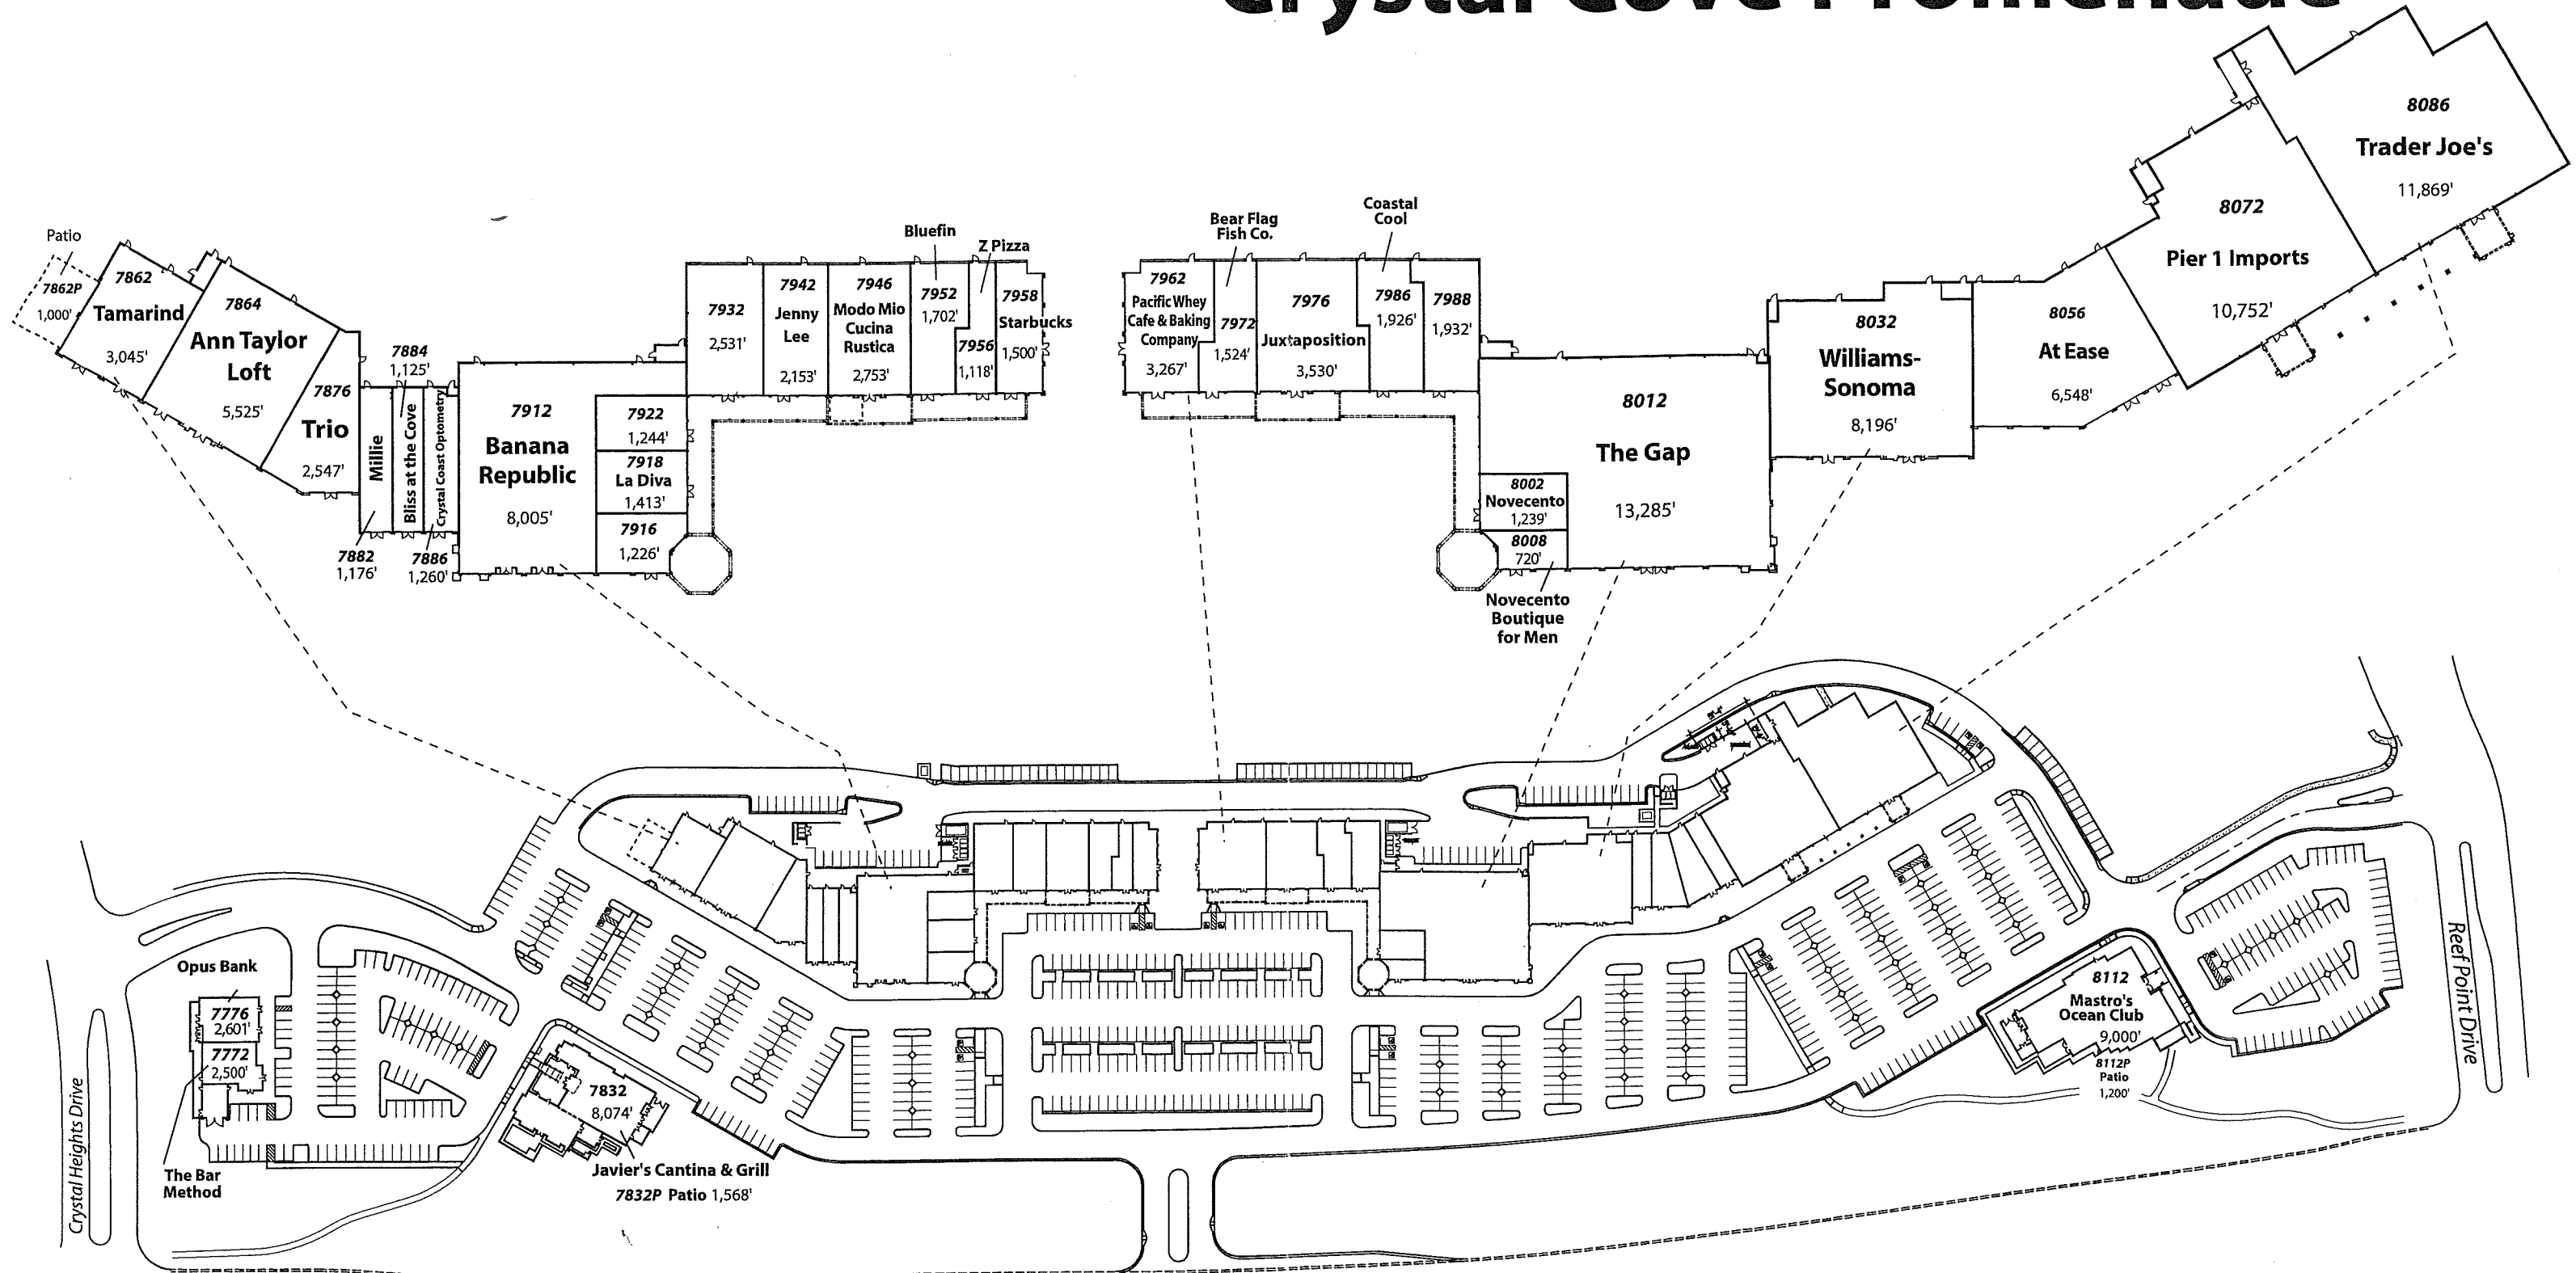 Crystal Cove Promenade
Patio
7862P
1,000'
7862
Tamarind
3,045'
7864
Ann Taylor
Loft
5,525'
7876
Trio
2,547'
7884
1,125'
Millie
Bliss at the Cove
Crystal Coast Optometry
7882
1,176'
7886
1,260'
7912
Banana
Republic
8,005'
7922
1,244'
7918
La Diva
1,413'
7916
1,226'
7932
2,531'
7942
Jenny
Lee
2,153'
7946
Modo Mio
Cucina
Rustica
2,753'
Bluefin
7952
1,702'
Z Pizza
7956
1,118'
7958
Starbucks
1,500'
7962
Pacific Whey
Cafe & Baking
Company
3,267'
Bear Flag
Fish Co.
7972
1,524'
7976
Juxtaposition
3,530'
Coastal
Cool
7986
1,926'
7988
1,932'
8002
Novecento
1,239'
8008
720'
Novecento
Boutique
for Men
8012
The Gap
13,285'
8032
Williams-
Sonoma
8,196'
8056
At Ease
6,548'
8072
Pier 1 Imports
10,752'
8086
Trader Joe's
11,869'
Opus Bank
7776
2,601'
7772
2,500'
The Bar
Method
Crystal Heights Drive
7832
8,074'
Javier's Cantina & Grill
7832P Patio 1,568'
8112
Mastro's
Ocean Club
9,000'
8112P
Patio
1,200'
Reef Point Drive